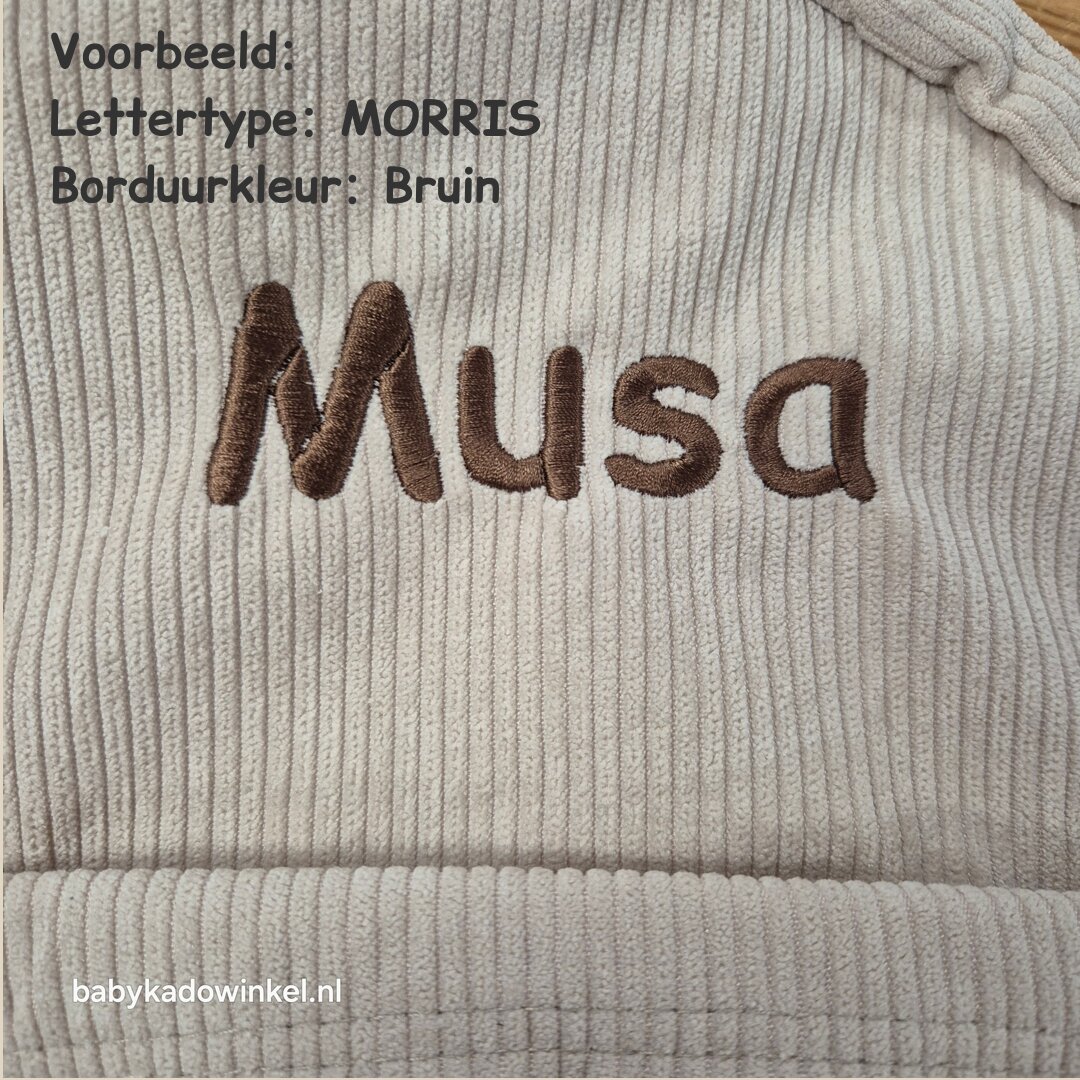 Voorbeeld:
Lettertype: MORRIS
Borduurkleur: Bruin
Musa
babykadowinkel.nl